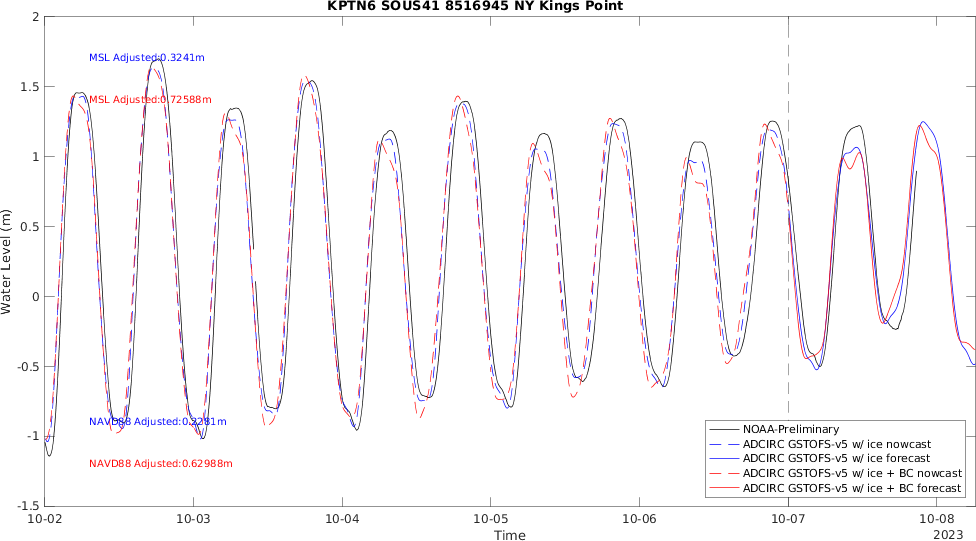 KPTN6 SOUS41 8516945 NY Kings Point
2
1.5
1
0.5
0
-0.5
-1
-1.5
Water Level (m)
MSL Adjusted:0.3241m
MSL Adjusted:0.72588m
NAVD88 Adjusted:0.2281m
NAVD88 Adjusted:0.62988m
NOAA-Preliminary
ADCIRC GSTOFS-v5 w/ ice nowcast
ADCIRC GSTOFS-v5 w/ ice forecast
ADCIRC GSTOFS-v5 w/ ice + BC nowcast
ADCIRC GSTOFS-v5 w/ ice + BC forecast
10-02 10-03 10-04 10-05 10-06 10-07 10-08
Time
2023